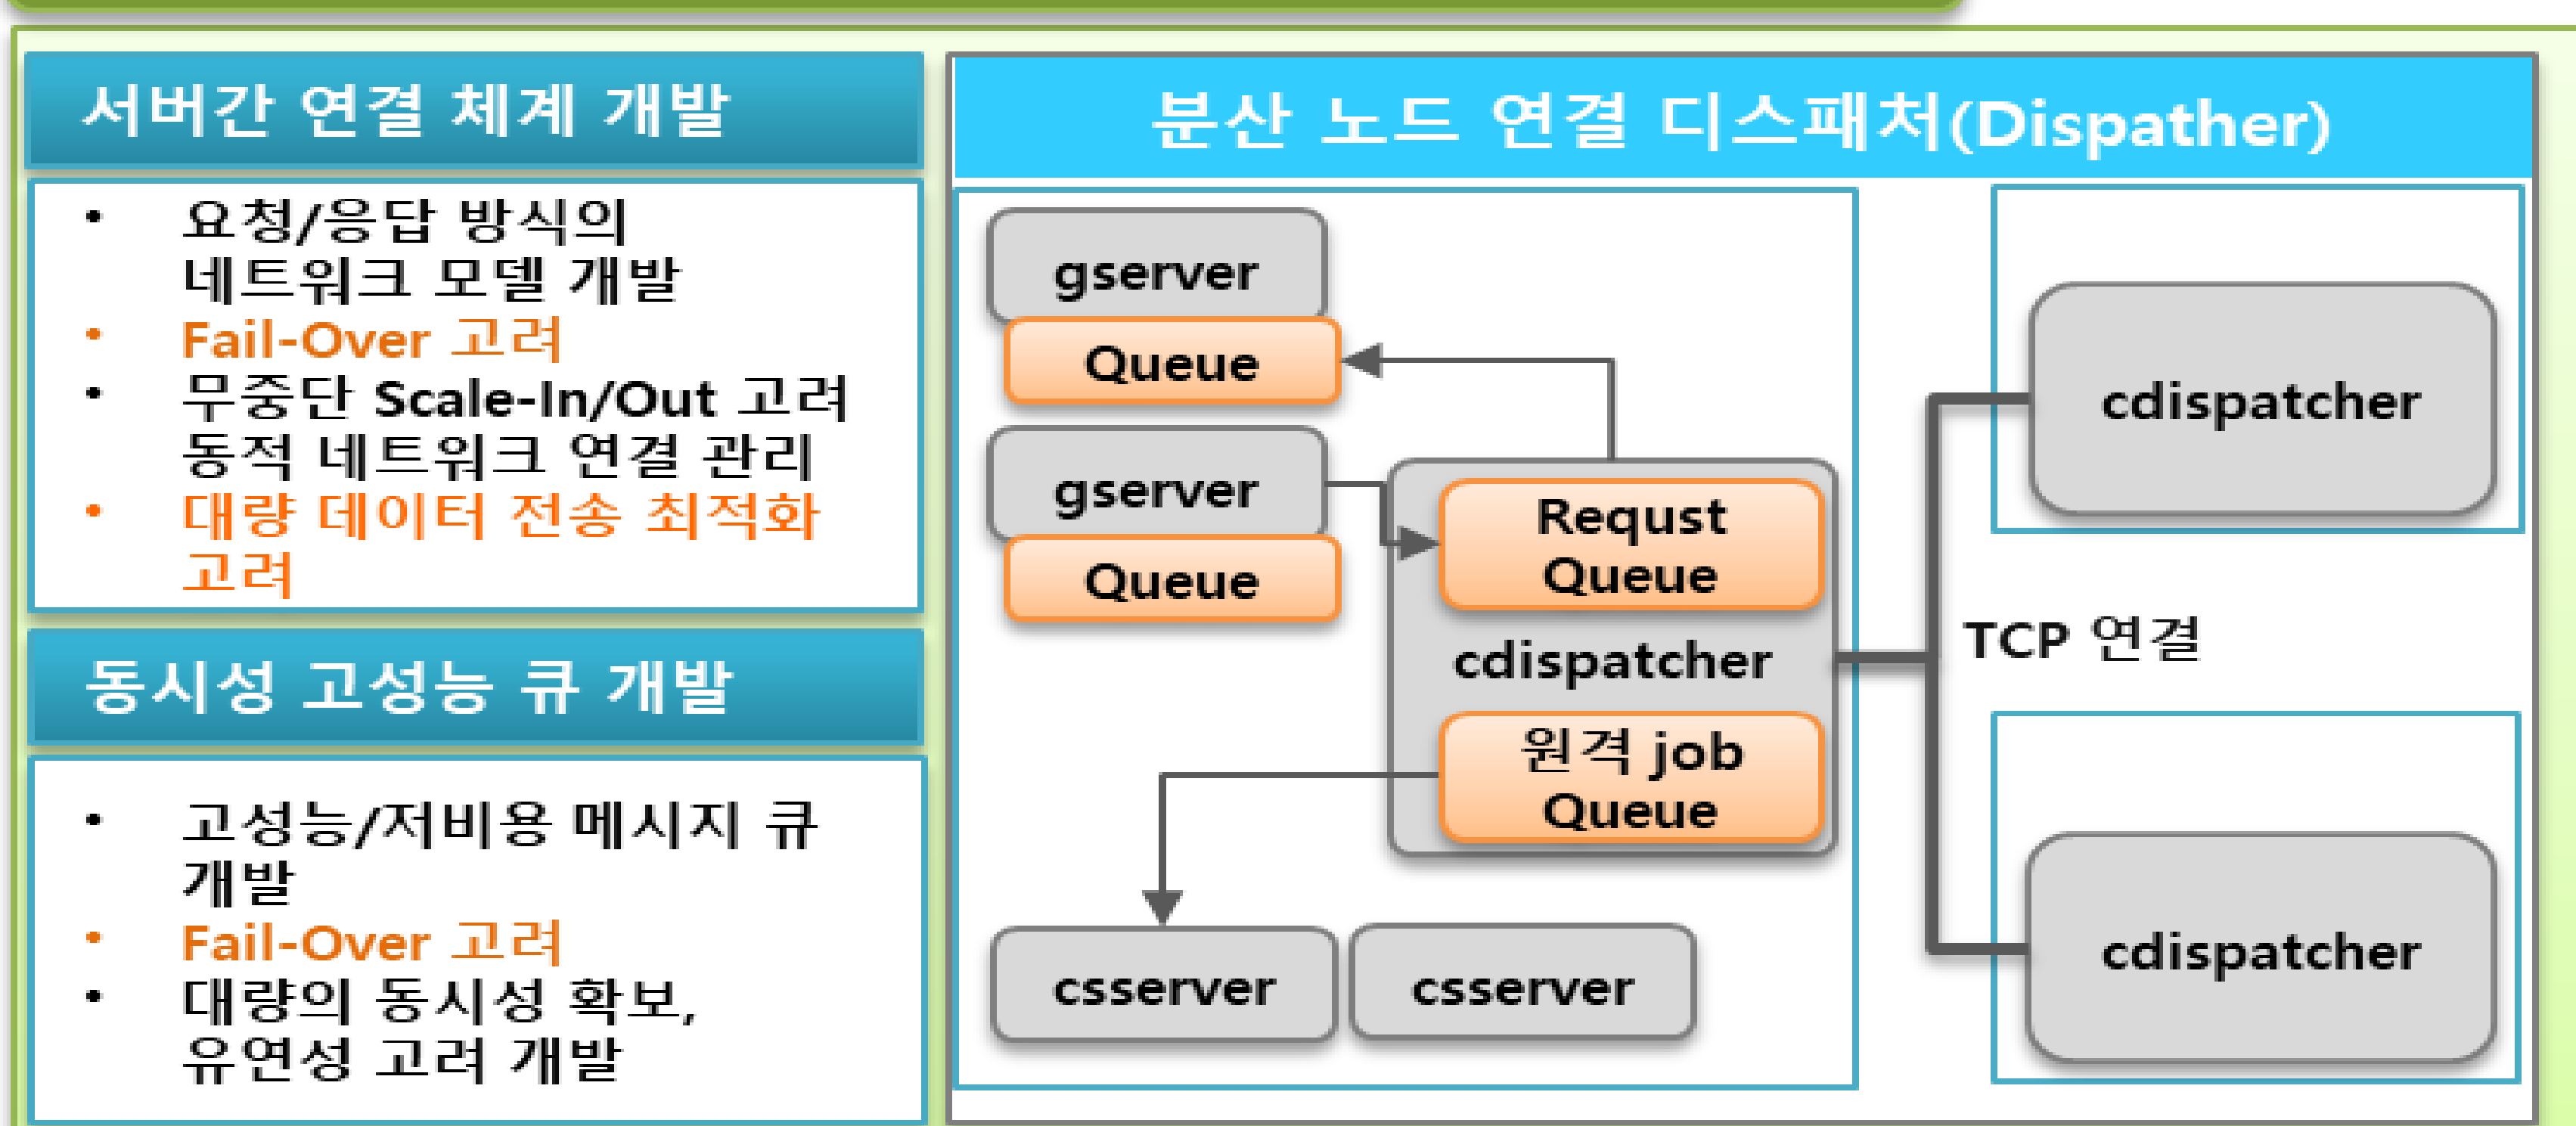 서버간 연결 체계 개발
• 요청/응답 방식의
네트워크 모델 개발
• Fail-Over 고려
• 무중단 Scale-In/Out 고려
동적 네트워크 연결 관리
• 대량 데이터 전송 최적화
고려
동시성 고성능 큐 개발
• 고성능/저비용 메시지 큐
개발
• Fail-Over 고려
• 대량의 동시성 확보,
유연성 고려 개발
분산 노드 연결 디스패처(Dispather)
gserver
Queue
gserver
Queue
Requst
Queue
cdispatcher
원격 job
Queue
csserver
csserver
cdispatcher
TCP 연결
cdispatcher